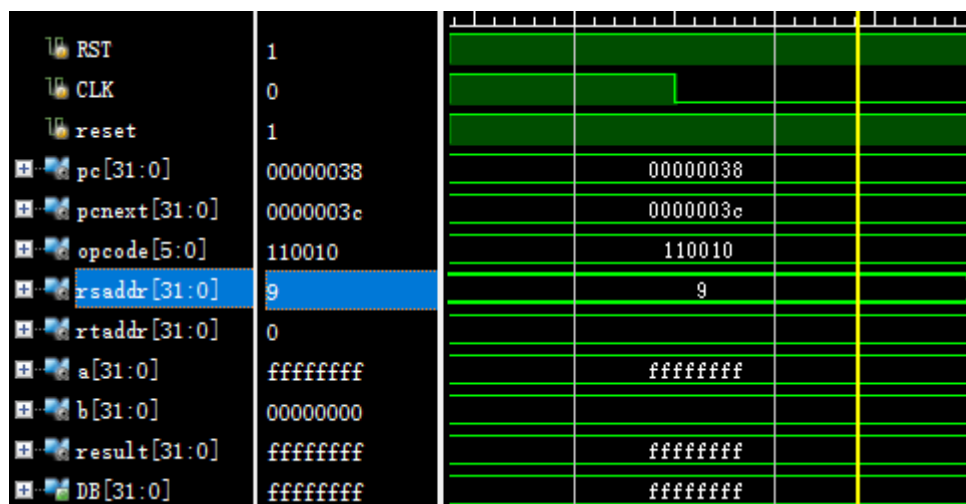 RST 1
CLK 0
reset 1
pc[31:0] 00000038 00000038
pcnext[31:0] 0000003c 0000003c
opcode[5:0] 110010 110010
rsaddr[31:0] 9 9
rtaddr[31:0] 0
a[31:0] ffffffff ffffffff
b[31:0] 00000000
result[31:0] ffffffff ffffffff
DB[31:0] ffffffff ffffffff